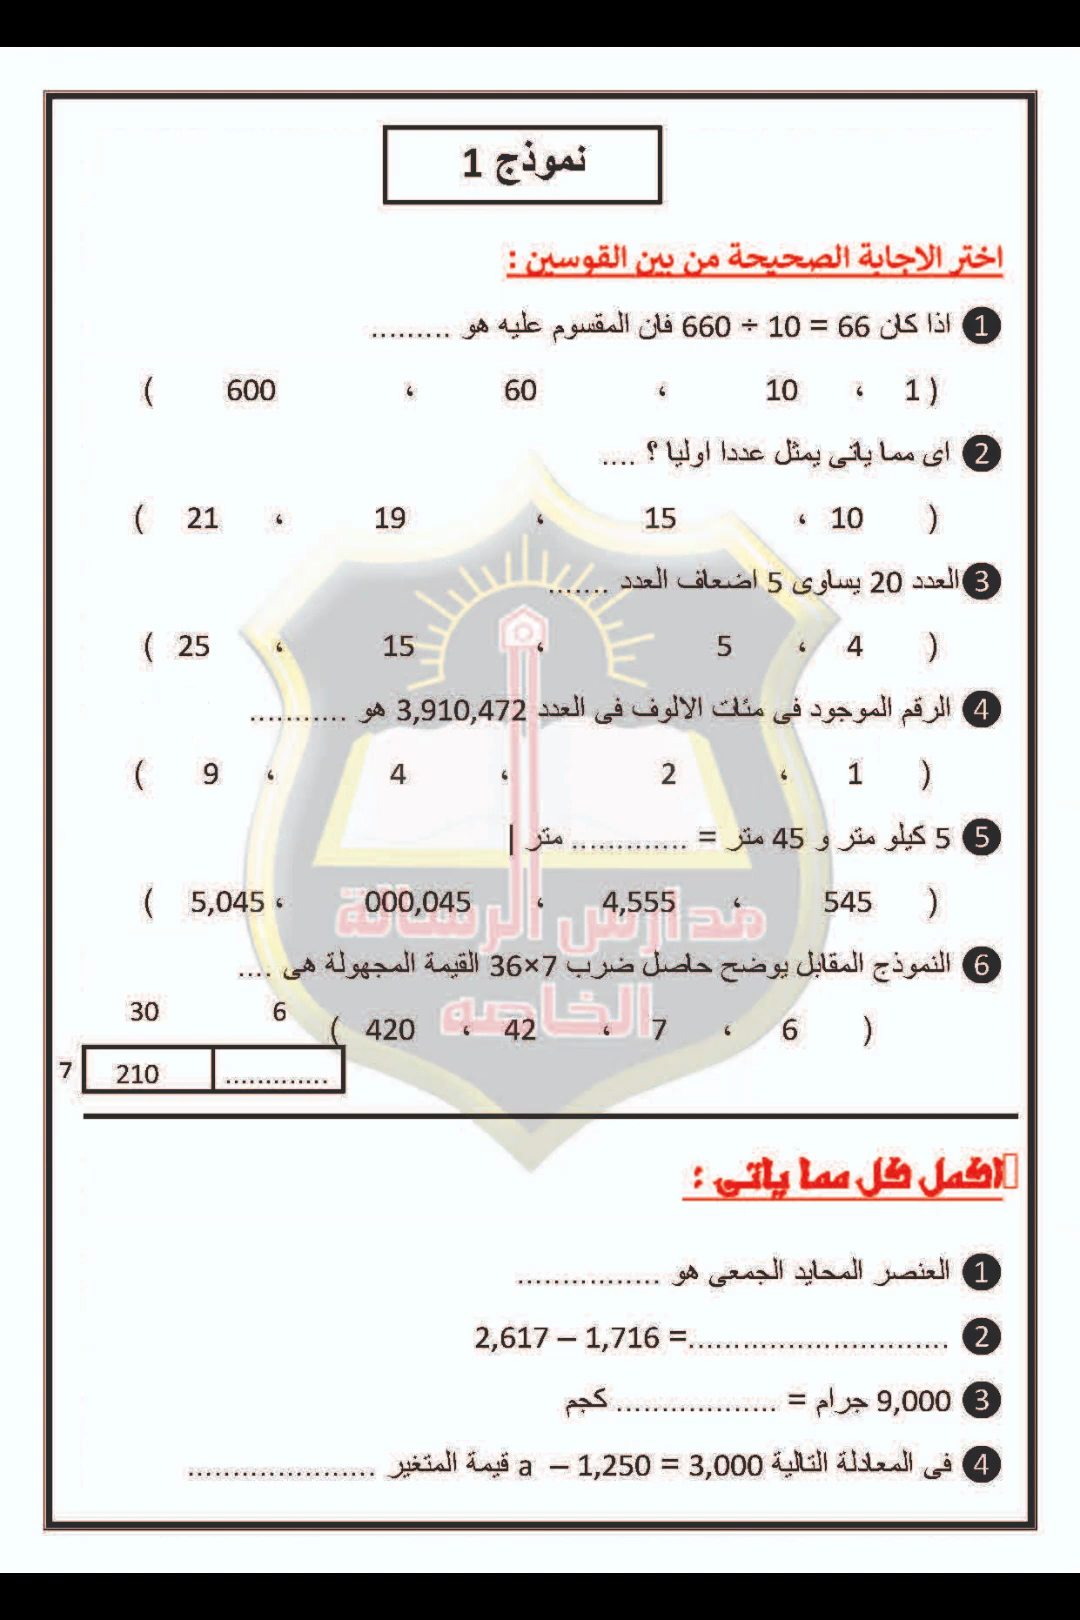 نموذج 1
اختر الاجابة الصحيحة من بين القوسين :
1 اذا كان 66 = 10 ÷ 660 فان المقسوم عليه هو .........
( 1 ، 10 ، 60 ، 600 )
2 اى مما ياتى يمثل عددا اوليا ؟ ....
( 10 ، 15 ، 19 ، 21 )
3 العدد 20 يساوى 5 اضعاف العدد .......
( 4 ، 5 ، 15 ، 25 )
4 الرقم الموجود فى مئات الالوف فى العدد 3,910,472 هو ...........
( 1 ، 2 ، 4 ، 9 )
5 5 كيلو متر و 45 متر = ............. متر |
( 545 ، 4,555 ، 000,045 ، 5,045 )
مدارس الرسالة
6 النموذج المقابل يوضح حاصل ضرب 7×36 القيمة المجهولة هى ....
الخاصه
( 6 ، 7 ، 42 ، 420 )
30 6
7 210 .............
اكمل كل مما ياتى :
1 العنصر المحايد الجمعى هو ................
2 2,617 – 1,716 =.............................
3 9,000 جرام = .................. كجم
4 فى المعادلة التالية a – 1,250 = 3,000 قيمة المتغير .....................